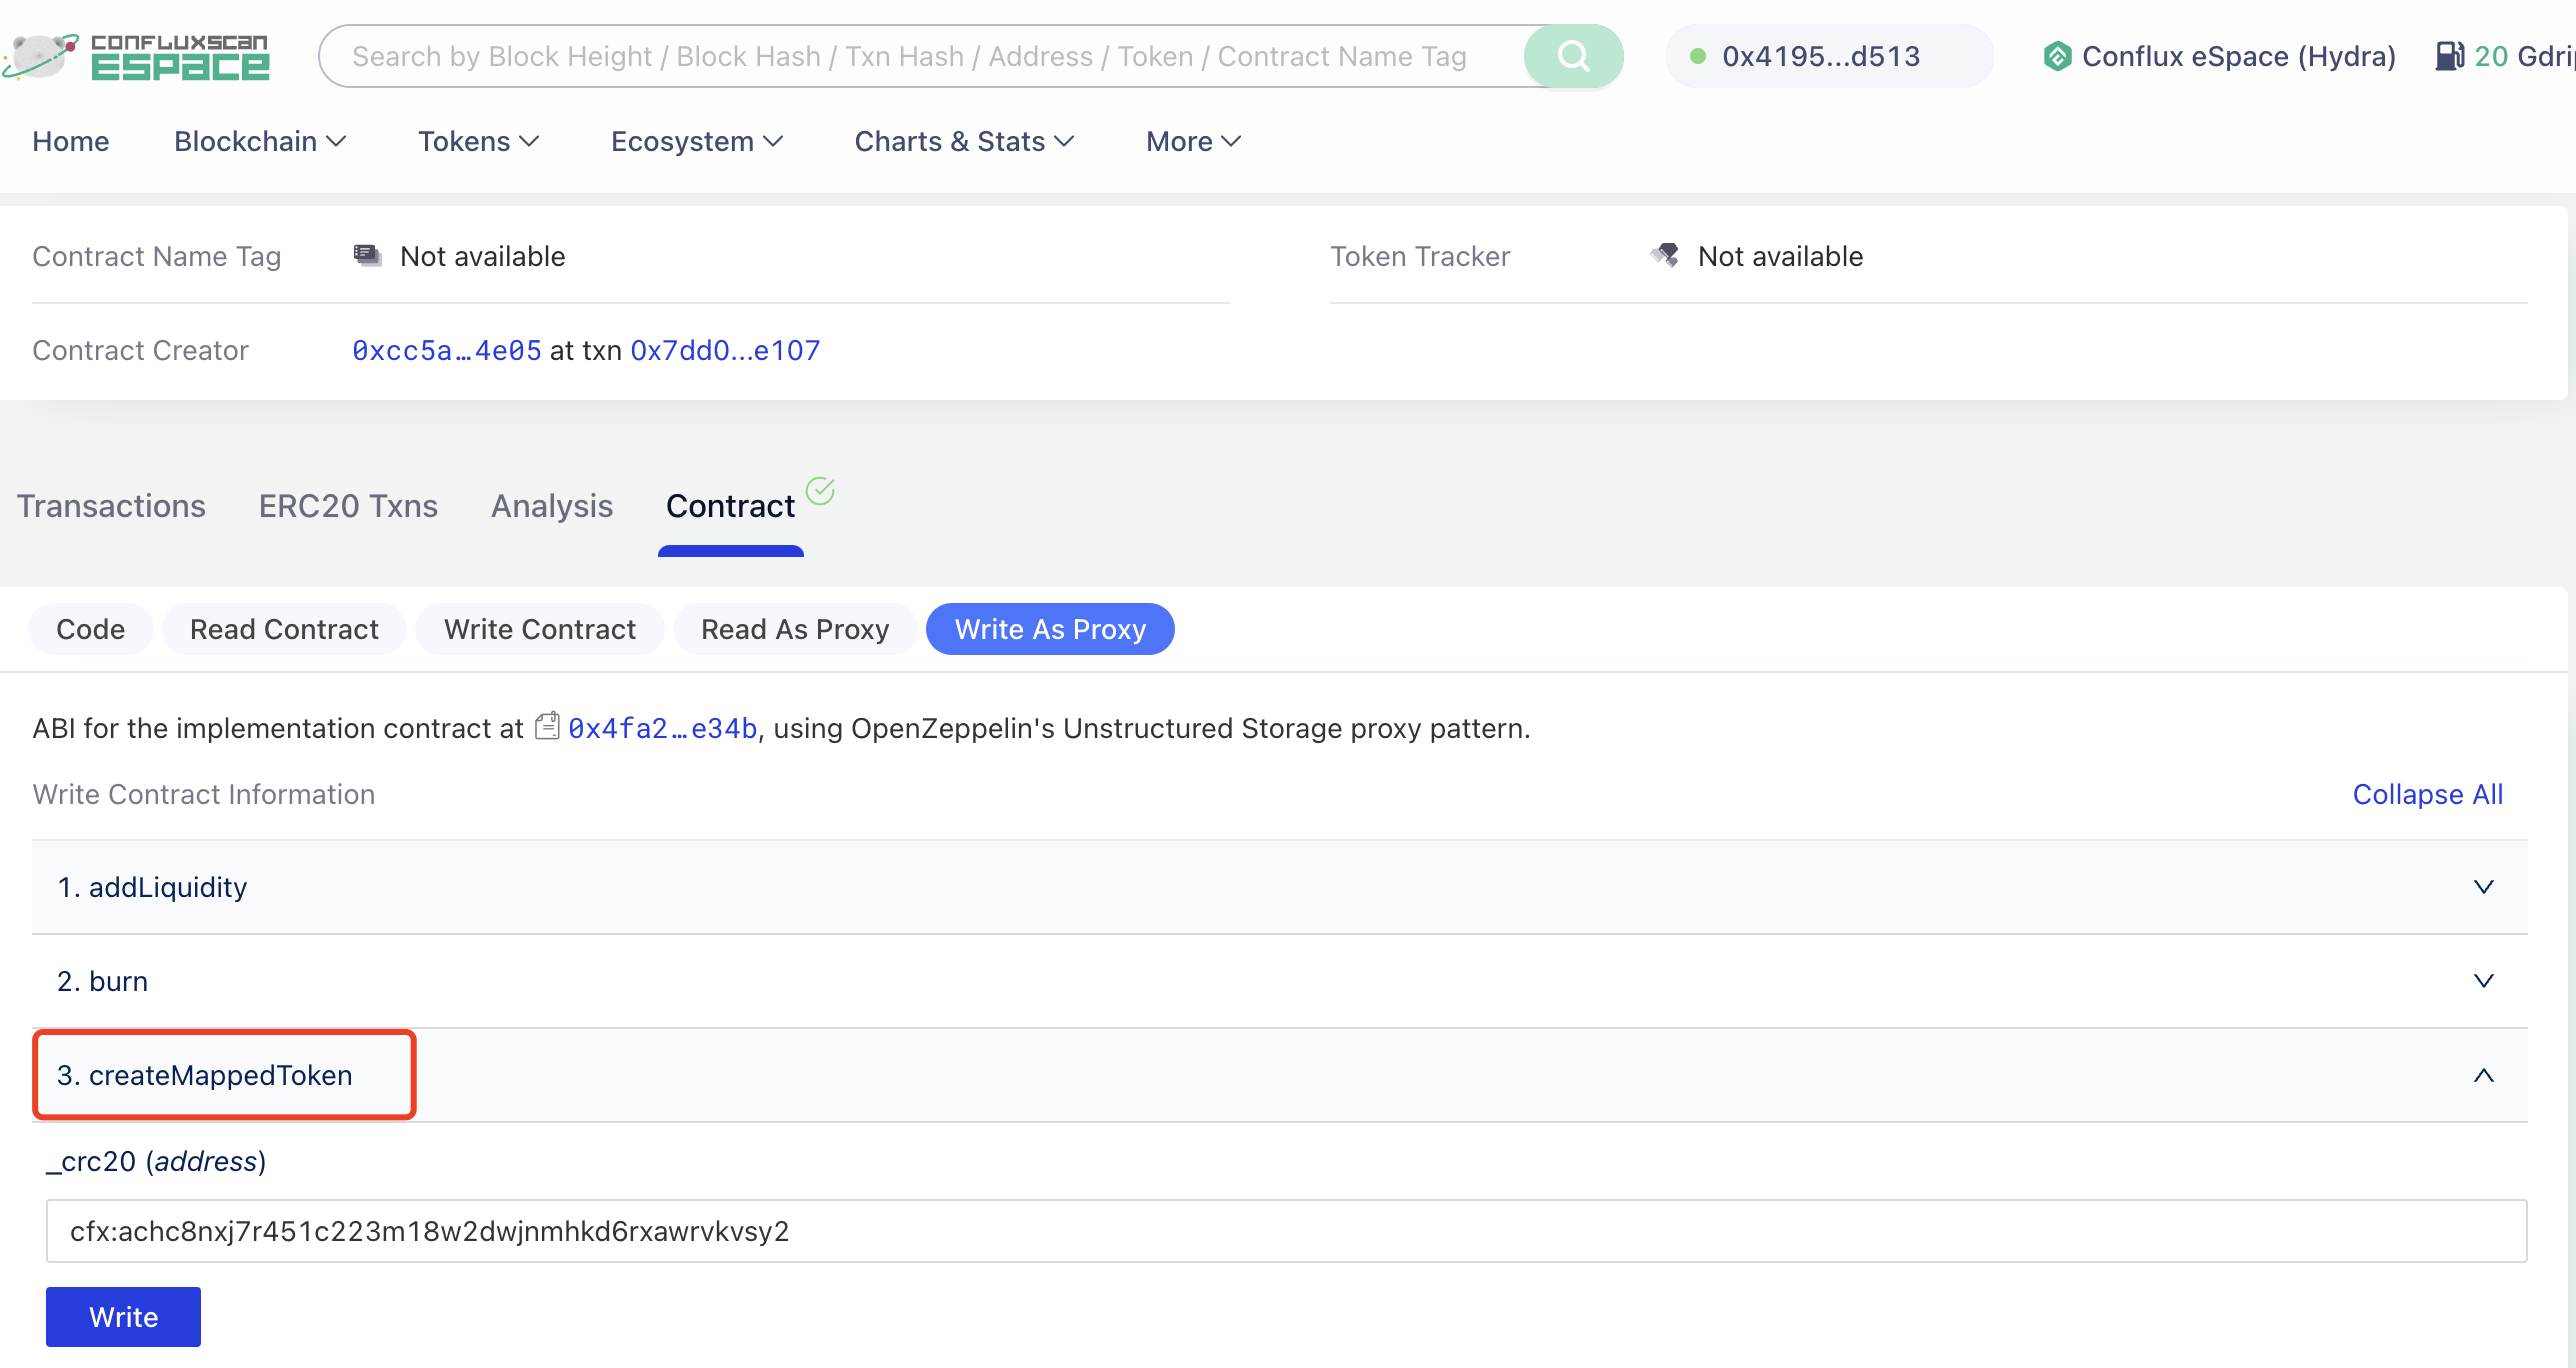 CONFLUXSCAN
ESPACE
Search by Block Height / Block Hash / Txn Hash / Address / Token / Contract Name Tag
0x4195...d513
Conflux eSpace (Hydra)
20 Gdrip
Home Blockchain Tokens Ecosystem Charts & Stats More
Contract Name Tag Not available
Token Tracker Not available
Contract Creator 0xcc5a…4e05 at txn 0x7dd0...e107
Transactions ERC20 Txns Analysis Contract
Code Read Contract Write Contract Read As Proxy Write As Proxy
ABI for the implementation contract at 0x4fa2…e34b, using OpenZeppelin's Unstructured Storage proxy pattern.
Write Contract Information
Collapse All
1. addLiquidity
2. burn
3. createMappedToken
_crc20 (address)
cfx:achc8nxj7r451c223m18w2dwjnmhkd6rxawrvkvsy2
Write